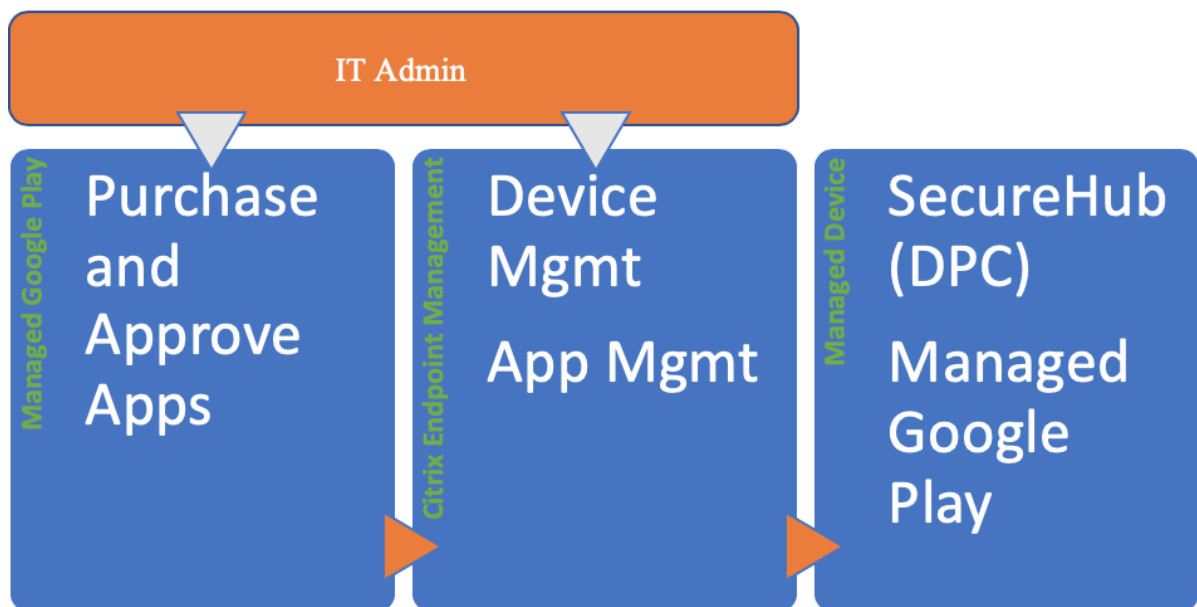 IT Admin
Managed Google Play
Purchase
and
Approve
Apps
Citrix Endpoint Management
Device
Mgmt
App Mgmt
Managed Device
SecureHub
(DPC)
Managed
Google
Play